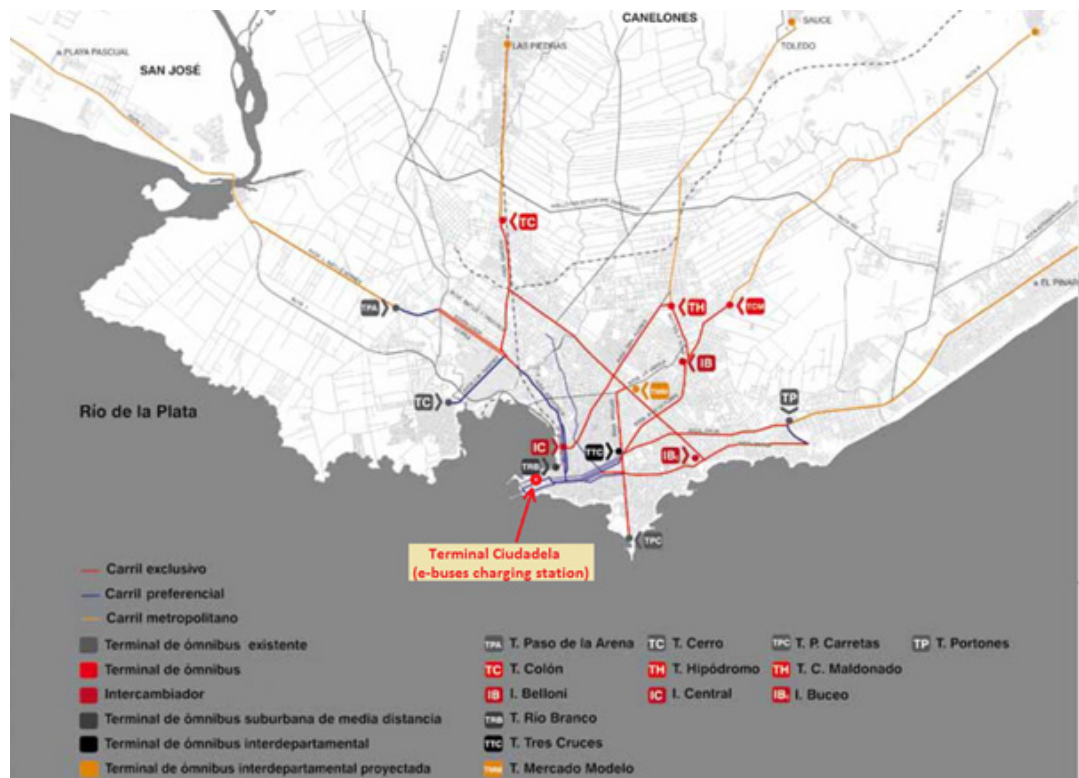 CANELONES
SAUCE
LAS PIEDRAS
TOLEDO
PLAYA PASCUAL
SAN JOSÉ
TC
EL PINAR
TPA
TH
TCM
IB
TC
TP
Río de la Plata
IC
TTC
IB
TRB
TPC
Terminal Ciudadela
(e-buses charging station)
Carril exclusivo
Carril preferencial
Carril metropolitano
Terminal de ómnibus existente
Terminal de ómnibus
Intercambiador
Terminal de ómnibus suburbana de media distancia
Terminal de ómnibus interdepartamental
Terminal de ómnibus interdepartamental proyectada
TPA T. Paso de la Arena
TC T. Cerro
TPC T. P. Carretas
TP T. Portones
TC T. Colón
TH T. Hipódromo
TH T. C. Maldonado
IB I. Belloni
IC I. Central
IB I. Buceo
TRB T. Río Branco
TTC T. Tres Cruces
TMM T. Mercado Modelo